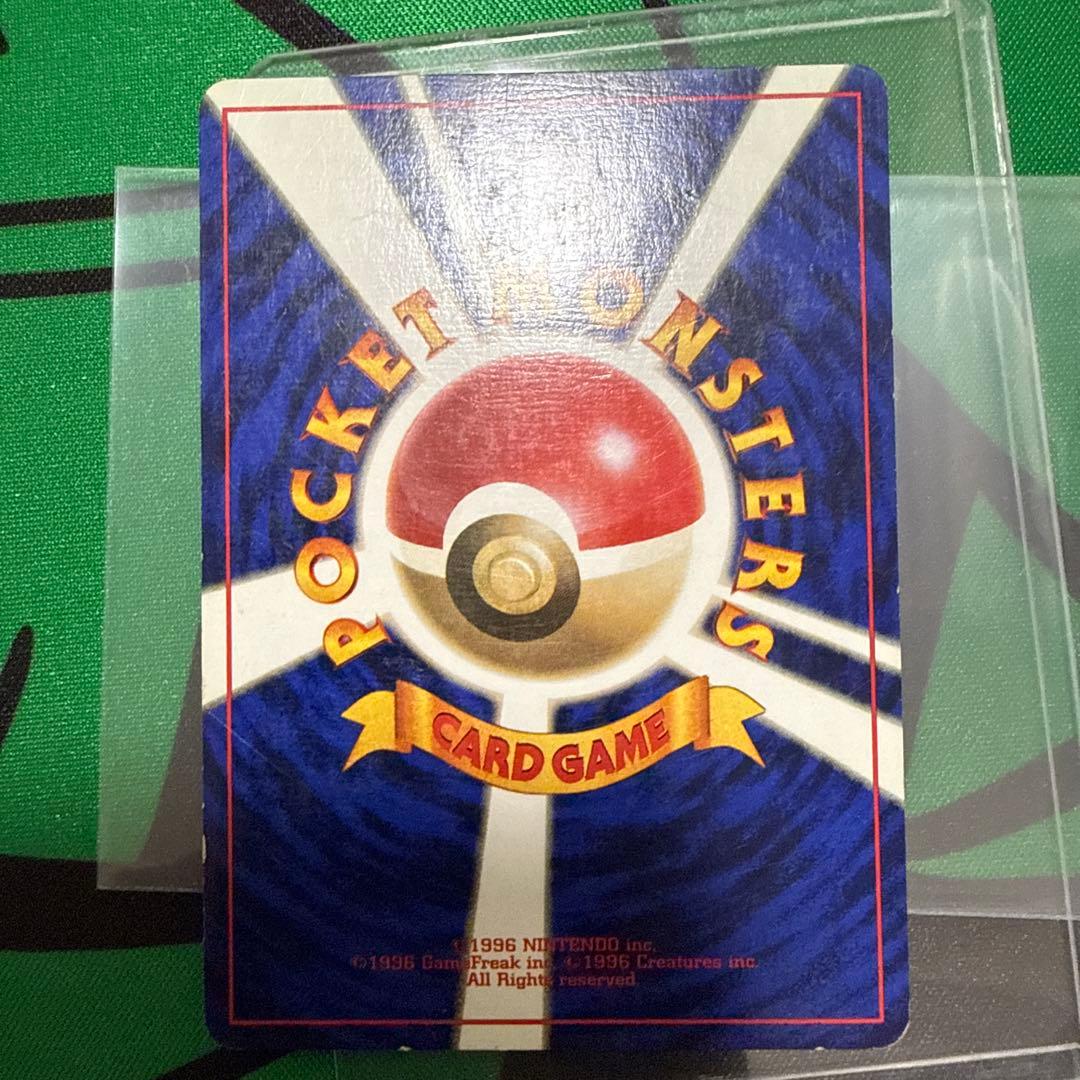 POCKET MONSTERS
CARD GAME
©1996 NINTENDO inc.
©1996 GameFreak inc. ©1996 Creatures inc.
All Rights reserved.